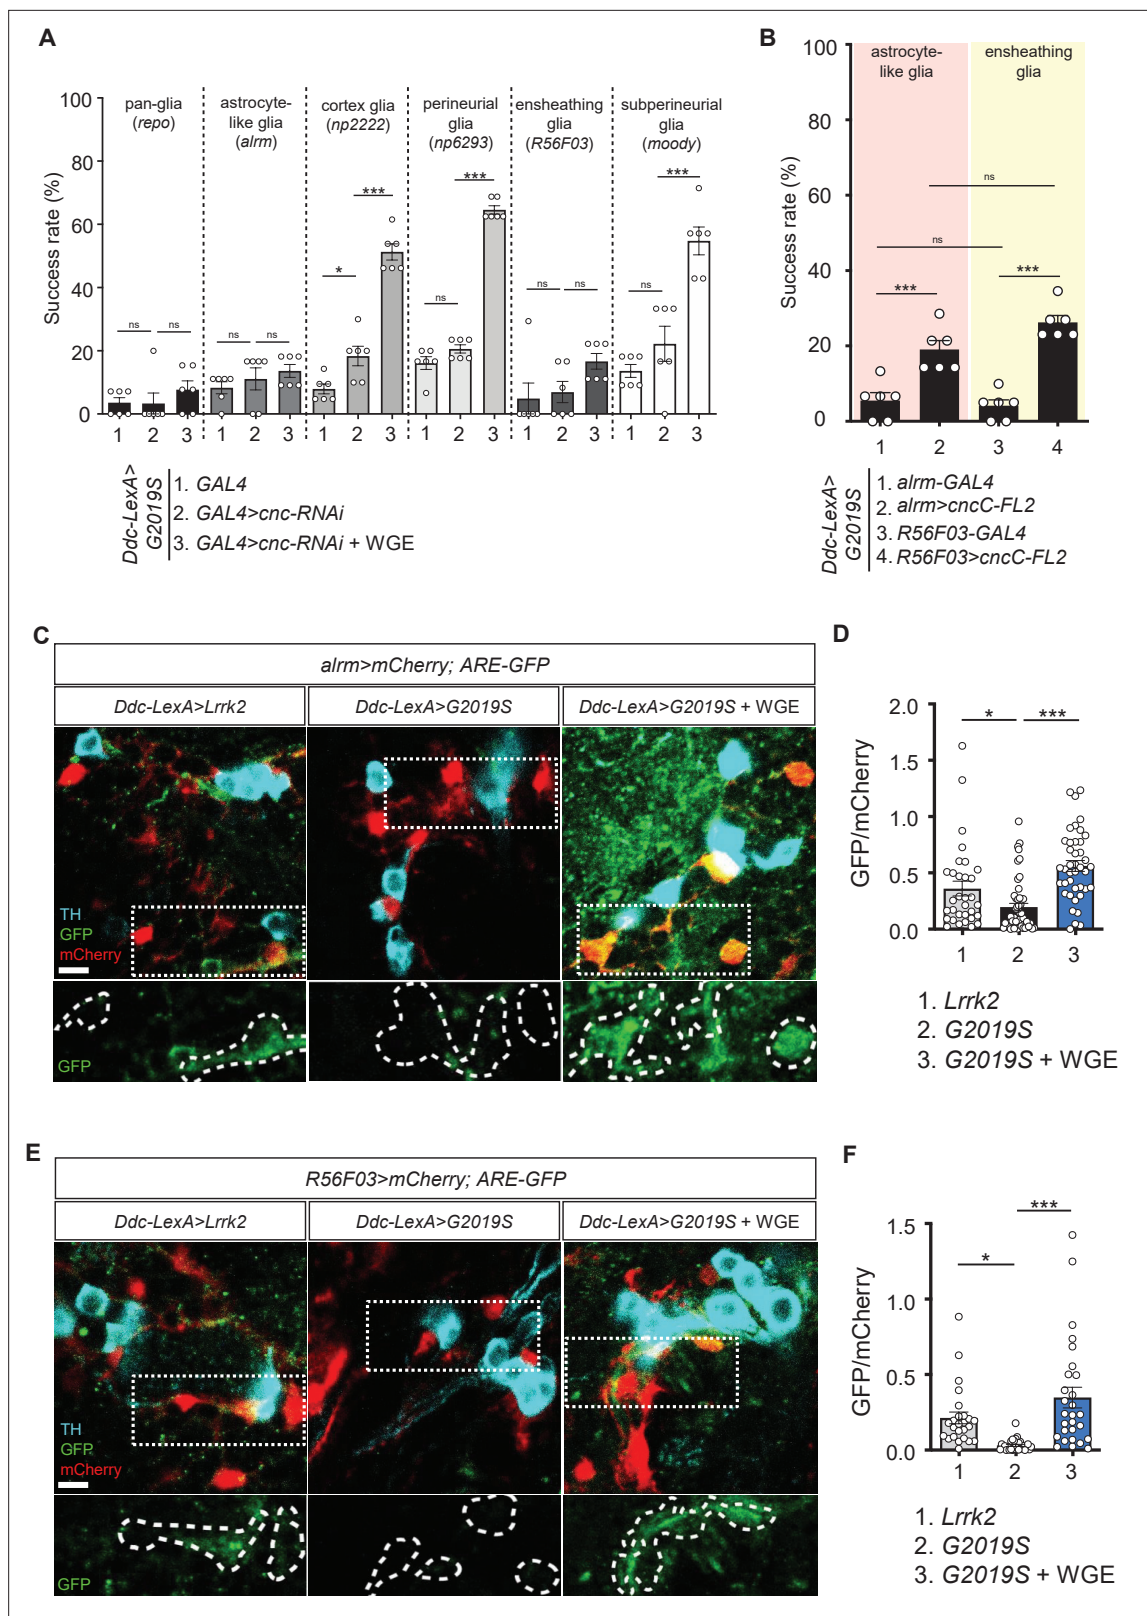 A
pan-glia
(repo)
astrocyte-
like glia
(alrm)
cortex glia
(np2222)
perineurial
glia
(np6293)
ensheathing
glia
(R56F03)
subperineurial
glia
(moody)
Success rate (%)
100
80
60
40
20
0
ns
ns
ns
ns
*
***
ns
***
ns
ns
ns
***
1 2 3 1 2 3 1 2 3 1 2 3 1 2 3 1 2 3
Ddc-LexA>
G2019S
1. GAL4
2. GAL4>cnc-RNAi
3. GAL4>cnc-RNAi + WGE
B
astrocyte-
like glia
ensheathing
glia
Success rate (%)
100
80
60
40
20
0
ns
ns
***
***
1 2 3 4
Ddc-LexA>
G2019S
1. alrm-GAL4
2. alrm>cncC-FL2
3. R56F03-GAL4
4. R56F03>cncC-FL2
C
alrm>mCherry; ARE-GFP
Ddc-LexA>Lrrk2
Ddc-LexA>G2019S
Ddc-LexA>G2019S + WGE
TH
GFP
mCherry
GFP
D
GFP/mCherry
2.0
1.5
1.0
0.5
0.0
*
***
1 2 3
1. Lrrk2
2. G2019S
3. G2019S + WGE
E
R56F03>mCherry; ARE-GFP
Ddc-LexA>Lrrk2
Ddc-LexA>G2019S
Ddc-LexA>G2019S + WGE
TH
GFP
mCherry
GFP
F
GFP/mCherry
1.5
1.0
0.5
0.0
*
***
1 2 3
1. Lrrk2
2. G2019S
3. G2019S + WGE